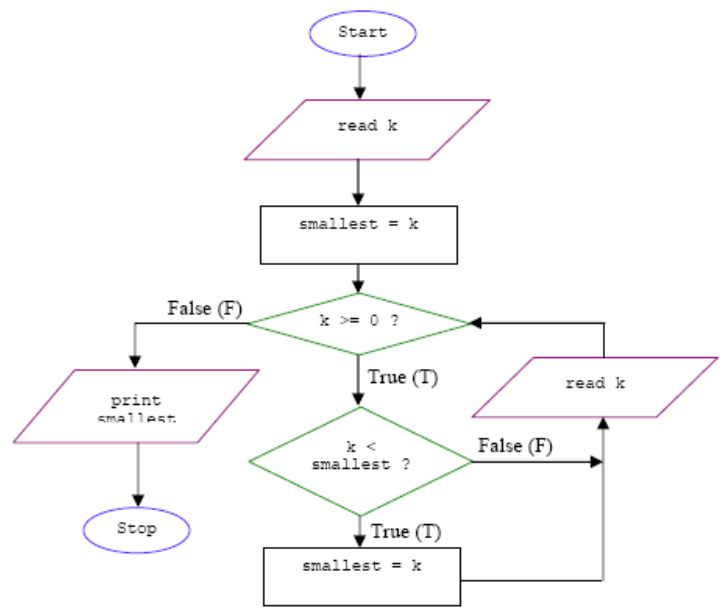 Start
read k
smallest = k
k >= 0 ?
False (F)
True (T)
read k
print
smallest
k <
smallest ?
False (F)
True (T)
Stop
smallest = k